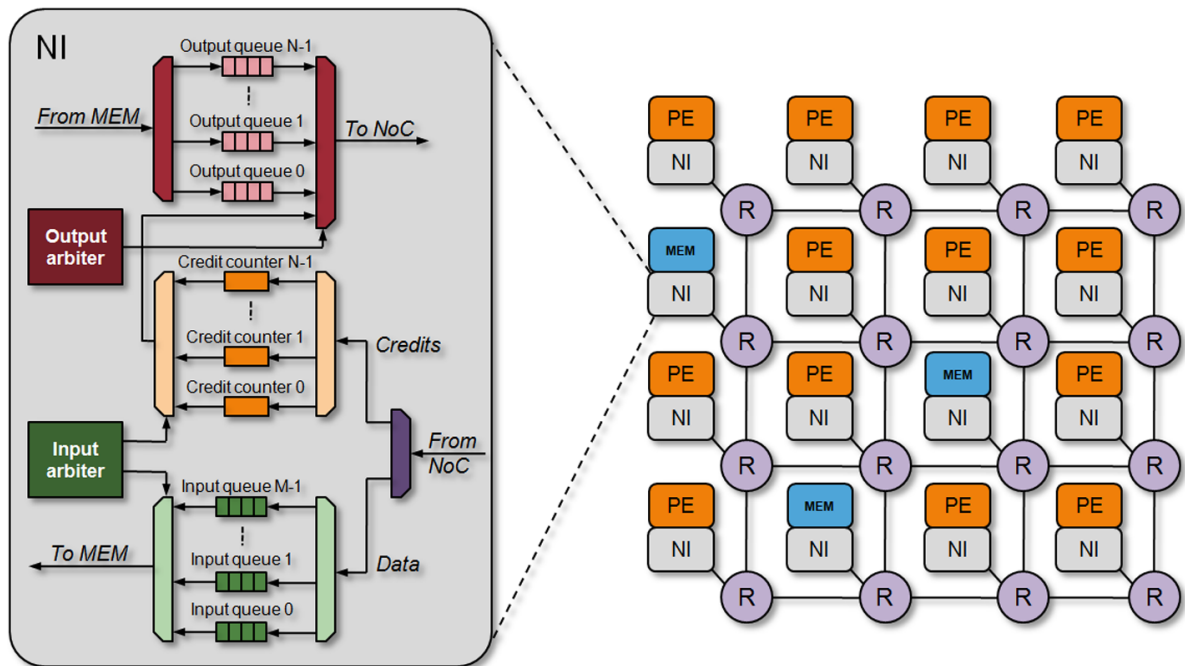 NI
Output queue N-1
From MEM
Output queue 1
To NoC
Output queue 0
Output
arbiter
Credit counter N-1
Credit counter 1
Credits
Credit counter 0
Input
arbiter
From
NoC
Input queue M-1
To MEM
Input queue 1
Data
Input queue 0
PE PE PE PE
NI NI NI NI
R R R R
MEM PE PE PE
NI NI NI NI
R R R R
PE PE MEM PE
NI NI NI NI
R R R R
PE MEM PE PE
NI NI NI NI
R R R R